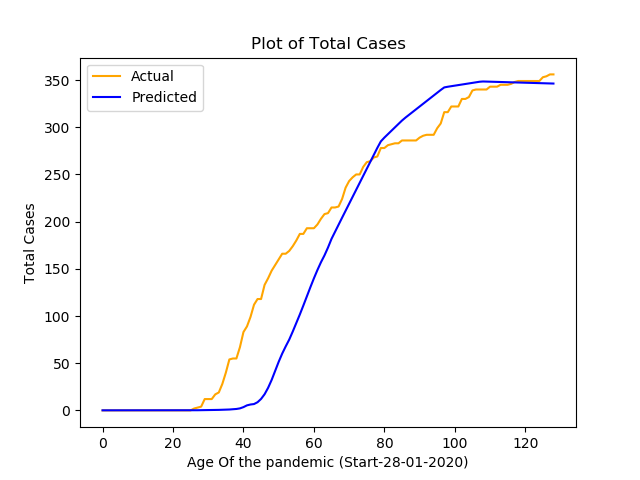 Plot of Total Cases
Actual
Predicted
350
300
250
200
150
100
50
0
Total Cases
0 20 40 60 80 100 120
Age Of the pandemic (Start-28-01-2020)